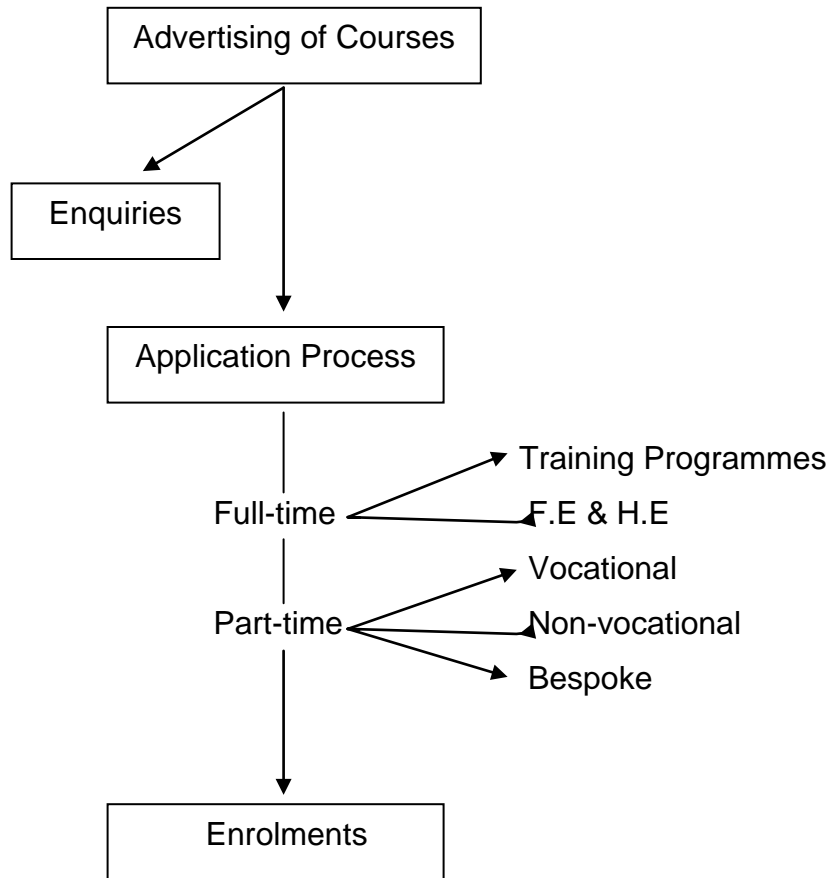 Advertising of Courses
Enquiries
Application Process
Training Programmes
Full-time
F.E & H.E
Vocational
Part-time
Non-vocational
Bespoke
Enrolments